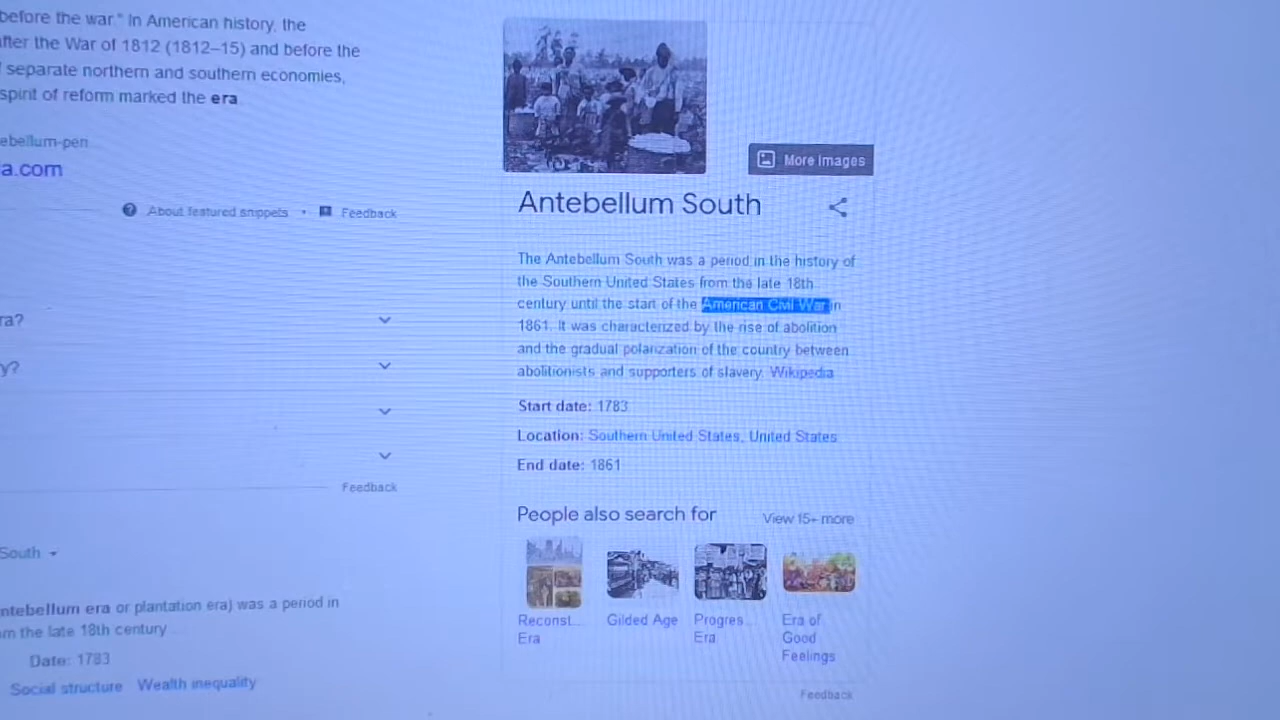 before the war." In American history, the
after the War of 1812 (1812–15) and before the
separate northern and southern economies,
spirit of reform marked the era
ebellum-pen
a.com
About featured snippets
Feedback
ra?
y?
Feedback
South
ntebellum era or plantation era) was a period in
m the late 18th century ...
Date: 1783
Social structure Wealth inequality
More Images
Antebellum South
The Antebellum South was a period in the history of
the Southern United States from the late 18th
century until the start of the American Civil War in
1861. It was characterized by the rise of abolition
and the gradual polarization of the country between
abolitionists and supporters of slavery. Wikipedia
Start date: 1783
Location: Southern United States, United States
End date: 1861
People also search for
View 15+ more
Reconst...
Era
Gilded Age
Progres...
Era
Era of
Good
Feelings
Feedback